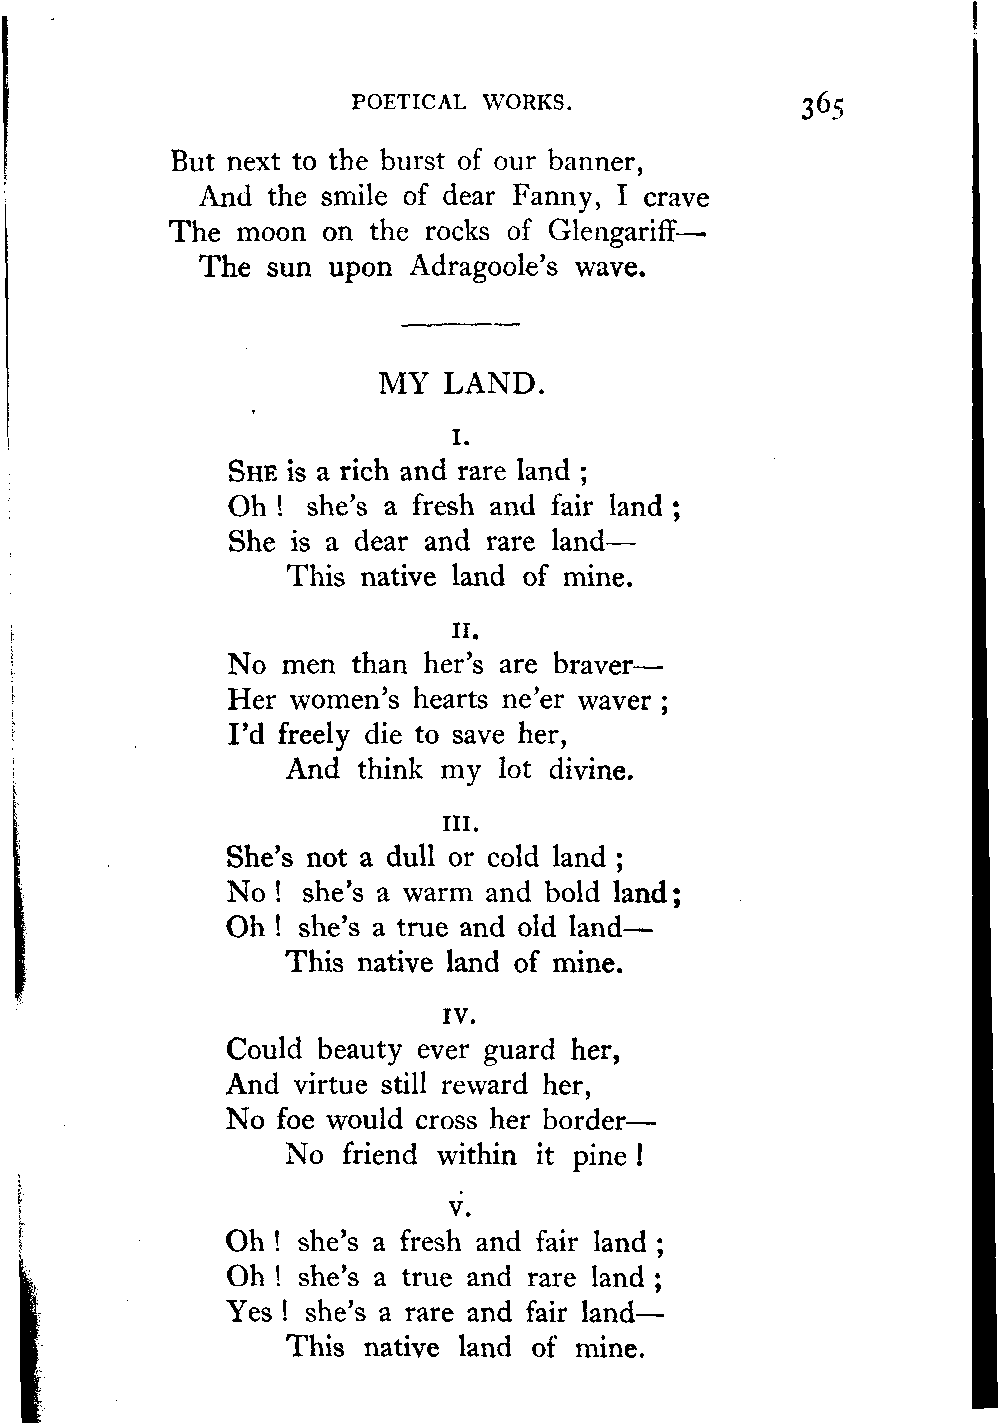 POETICAL WORKS. 365
But next to the burst of our banner,
And the smile of dear Fanny, I crave
The moon on the rocks of Glengariff—
The sun upon Adragoole's wave.
MY LAND.
I.
SHE is a rich and rare land ;
Oh ! she's a fresh and fair land ;
She is a dear and rare land—
This native land of mine.
II.
No men than her's are braver—
Her women's hearts ne'er waver ;
I'd freely die to save her,
And think my lot divine.
III.
She's not a dull or cold land ;
No ! she's a warm and bold land;
Oh ! she's a true and old land—
This native land of mine.
IV.
Could beauty ever guard her,
And virtue still reward her,
No foe would cross her border—
No friend within it pine !
V.
Oh ! she's a fresh and fair land ;
Oh ! she's a true and rare land ;
Yes ! she's a rare and fair land—
This native land of mine.